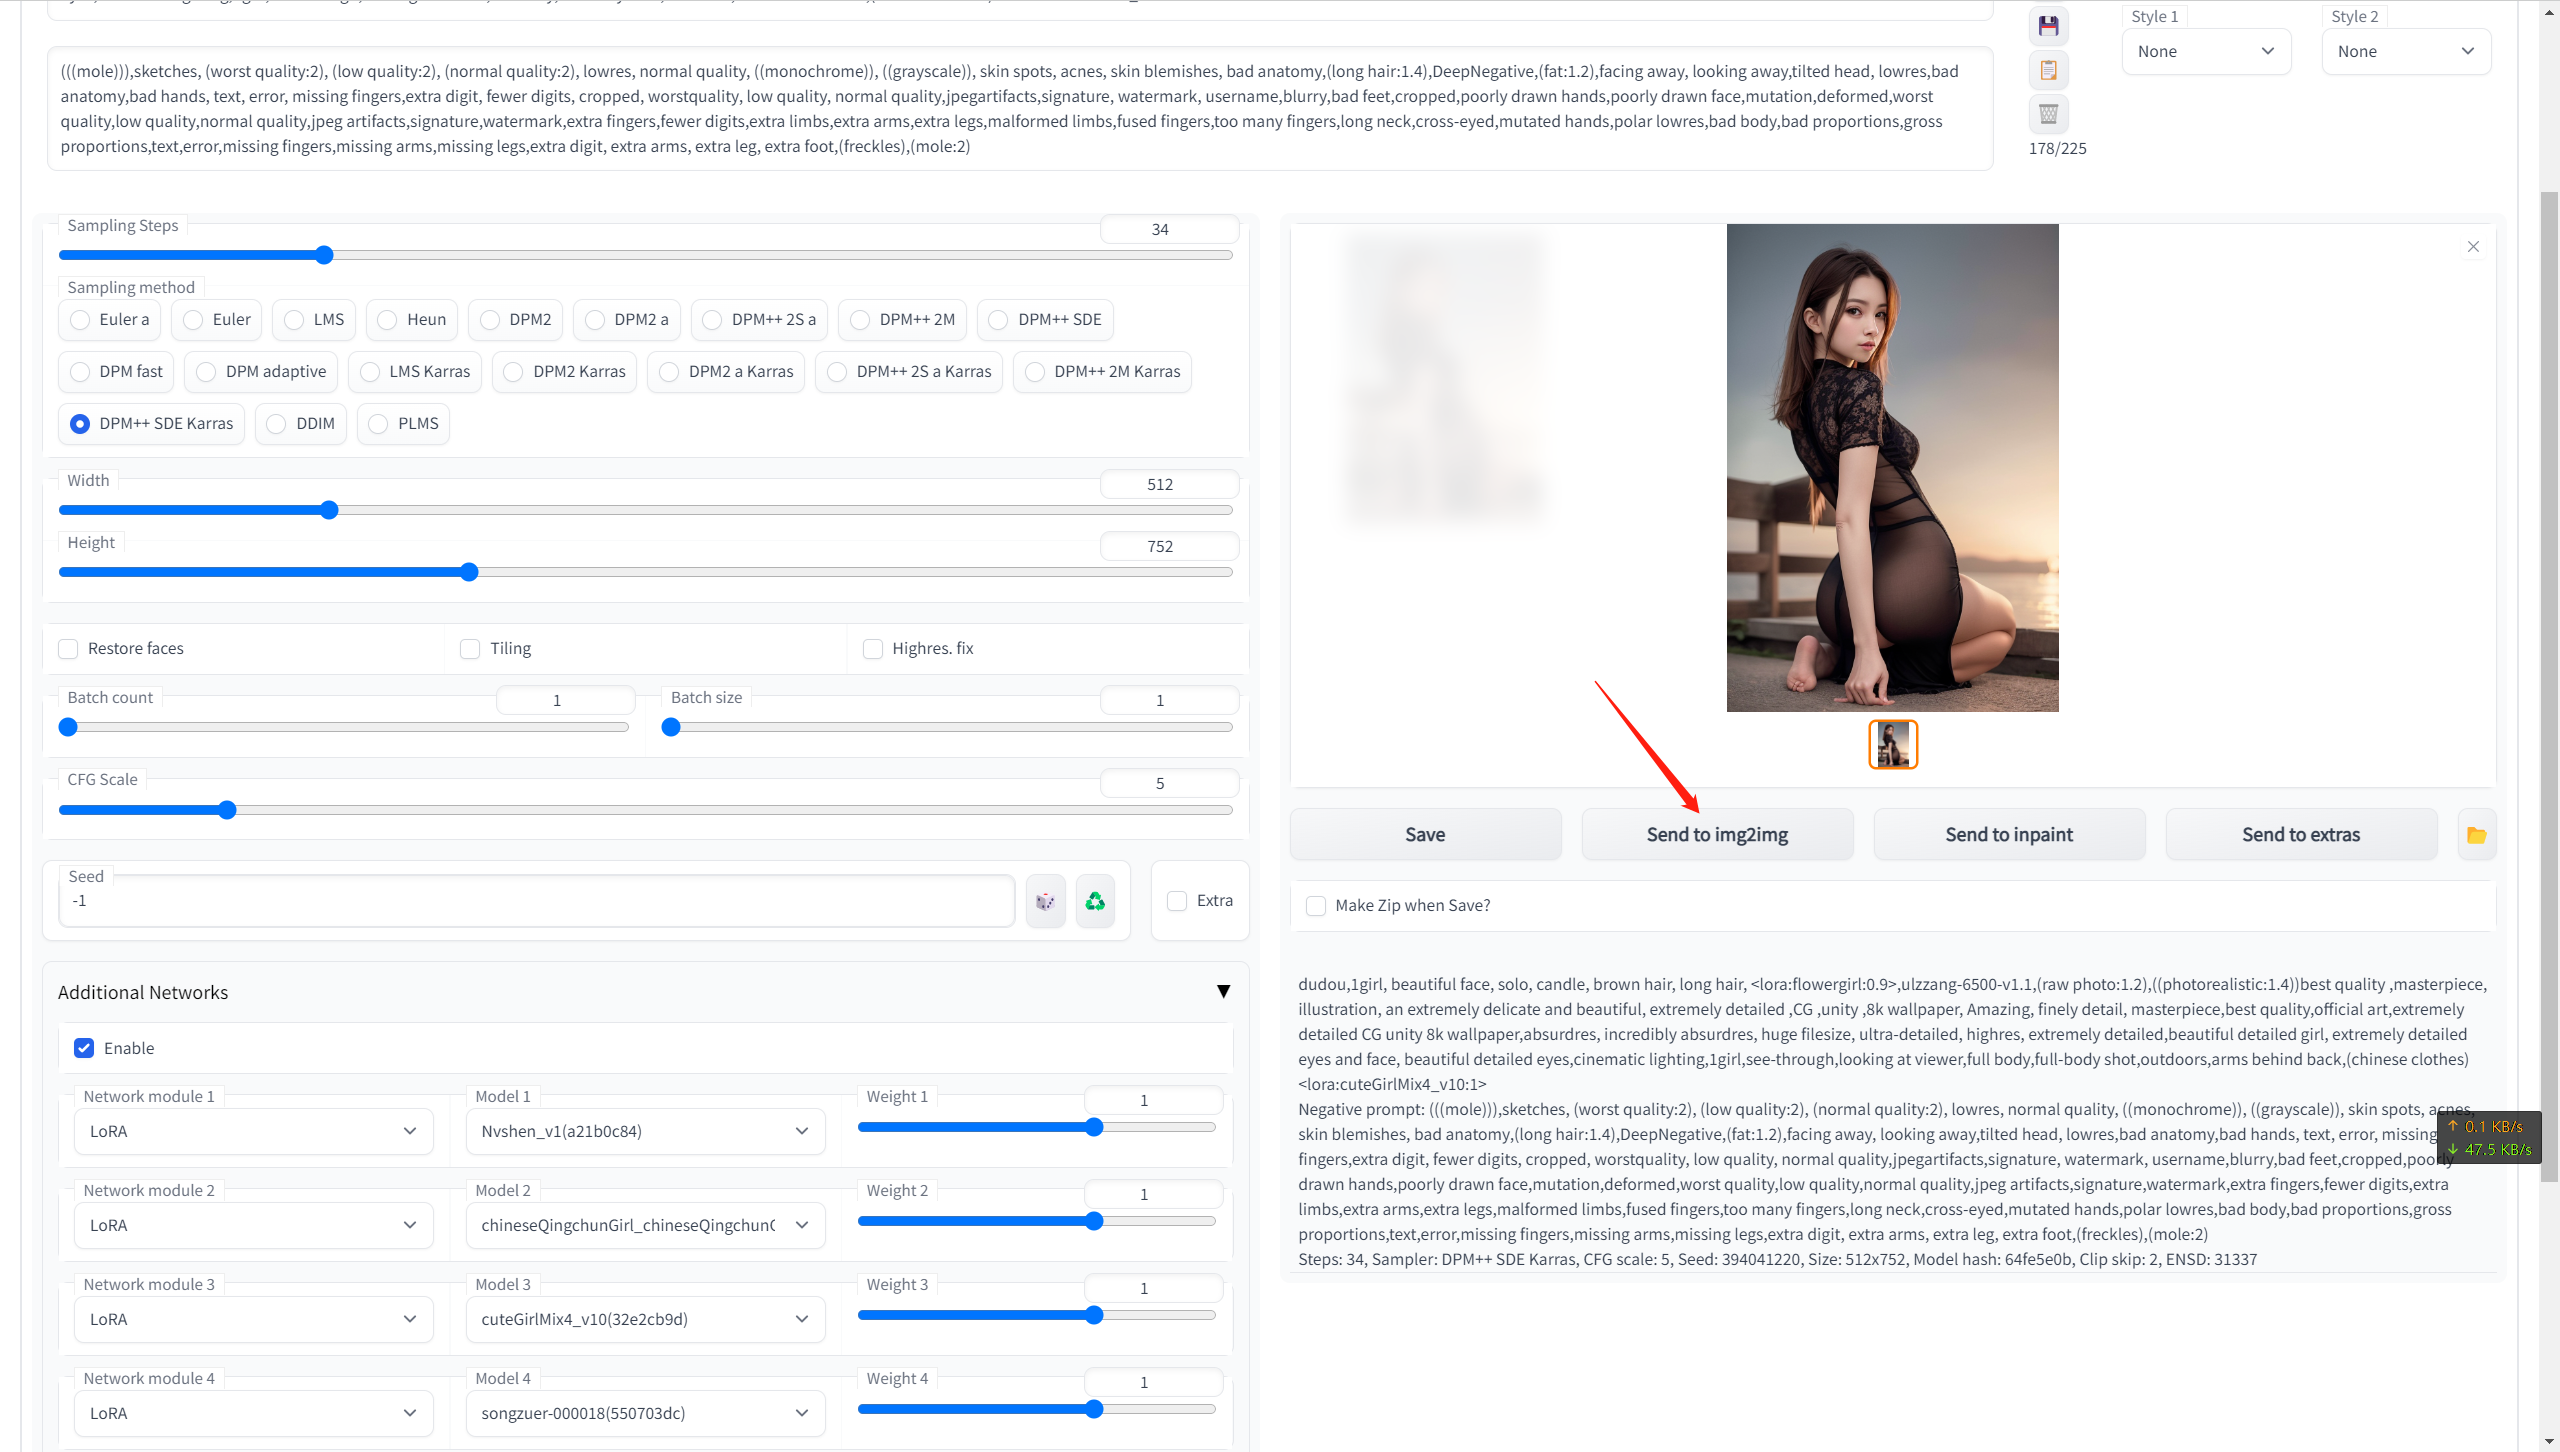 Style 1
Style 2
None
None
(((mole))),sketches, (worst quality:2), (low quality:2), (normal quality:2), lowres, normal quality, ((monochrome)), ((grayscale)), skin spots, acnes, skin blemishes, bad anatomy,(long hair:1.4),DeepNegative,(fat:1.2),facing away, looking away,tilted head, lowres,bad
anatomy,bad hands, text, error, missing fingers,extra digit, fewer digits, cropped, worstquality, low quality, normal quality,jpegartifacts,signature, watermark, username,blurry,bad feet,cropped,poorly drawn hands,poorly drawn face,mutation,deformed,worst
quality,low quality,normal quality,jpeg artifacts,signature,watermark,extra fingers,fewer digits,extra limbs,extra arms,extra legs,malformed limbs,fused fingers,too many fingers,long neck,cross-eyed,mutated hands,polar lowres,bad body,bad proportions,gross
proportions,text,error,missing fingers,missing arms,missing legs,extra digit, extra arms, extra leg, extra foot,(freckles),(mole:2)
178/225
Sampling Steps
34
Sampling method
Euler a
Euler
LMS
Heun
DPM2
DPM2 a
DPM++ 2S a
DPM++ 2M
DPM++ SDE
DPM fast
DPM adaptive
LMS Karras
DPM2 Karras
DPM2 a Karras
DPM++ 2S a Karras
DPM++ 2M Karras
DPM++ SDE Karras
DDIM
PLMS
Width
512
Height
752
Restore faces
Tiling
Highres. fix
Batch count
1
Batch size
1
CFG Scale
5
Seed
-1
Extra
Additional Networks
▼
Enable
Network module 1
LoRA
Model 1
Nvshen_v1(a21b0c84)
Weight 1
1
Network module 2
LoRA
Model 2
chineseQingchunGirl_chineseQingchun
Weight 2
1
Network module 3
LoRA
Model 3
cuteGirlMix4_v10(32e2cb9d)
Weight 3
1
Network module 4
LoRA
Model 4
songzuer-000018(550703dc)
Weight 4
1
Save
Send to img2img
Send to inpaint
Send to extras
Make Zip when Save?
dudou,1girl, beautiful face, solo, candle, brown hair, long hair, <lora:flowergirl:0.9>,ulzzang-6500-v1.1,(raw photo:1.2),((photorealistic:1.4))best quality ,masterpiece,
illustration, an extremely delicate and beautiful, extremely detailed ,CG ,unity ,8k wallpaper, Amazing, finely detail, masterpiece,best quality,official art,extremely
detailed CG unity 8k wallpaper,absurdres, incredibly absurdres, huge filesize, ultra-detailed, highres, extremely detailed,beautiful detailed girl, extremely detailed
eyes and face, beautiful detailed eyes,cinematic lighting,1girl,see-through,looking at viewer,full body,full-body shot,outdoors,arms behind back,(chinese clothes)
<lora:cuteGirlMix4_v10:1>
Negative prompt: (((mole))),sketches, (worst quality:2), (low quality:2), (normal quality:2), lowres, normal quality, ((monochrome)), ((grayscale)), skin spots, acnes,
skin blemishes, bad anatomy,(long hair:1.4),DeepNegative,(fat:1.2),facing away, looking away,tilted head, lowres,bad anatomy,bad hands, text, error, missing
fingers,extra digit, fewer digits, cropped, worstquality, low quality, normal quality,jpegartifacts,signature, watermark, username,blurry,bad feet,cropped,poorly
drawn hands,poorly drawn face,mutation,deformed,worst quality,low quality,normal quality,jpeg artifacts,signature,watermark,extra fingers,fewer digits,extra
limbs,extra arms,extra legs,malformed limbs,fused fingers,too many fingers,long neck,cross-eyed,mutated hands,polar lowres,bad body,bad proportions,gross
proportions,text,error,missing fingers,missing arms,missing legs,extra digit, extra arms, extra leg, extra foot,(freckles),(mole:2)
Steps: 34, Sampler: DPM++ SDE Karras, CFG scale: 5, Seed: 394041220, Size: 512x752, Model hash: 64fe5e0b, Clip skip: 2, ENSD: 31337
↑ 0.1 KB/s
↓ 47.5 KB/s